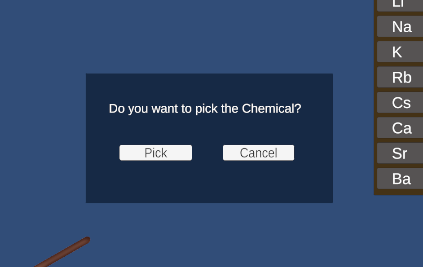 Li
Na
K
Rb
Cs
Ca
Sr
Ba
Do you want to pick the Chemical?
Pick
Cancel